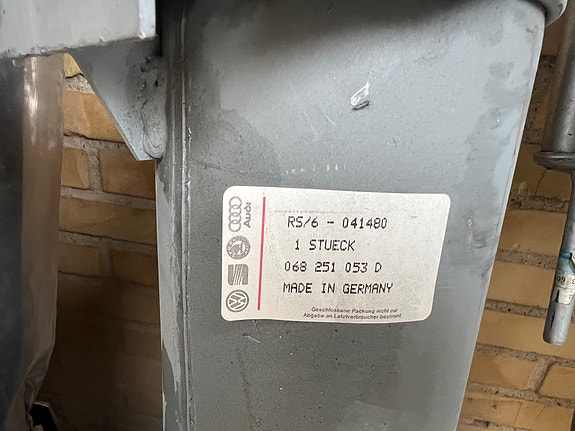 RS/6 - 041480
1 STUECK
068 251 053 D
MADE IN GERMANY
Geschlossene Packung nicht zur
Abgabe an Letztverbraucher bestimmt
Audi